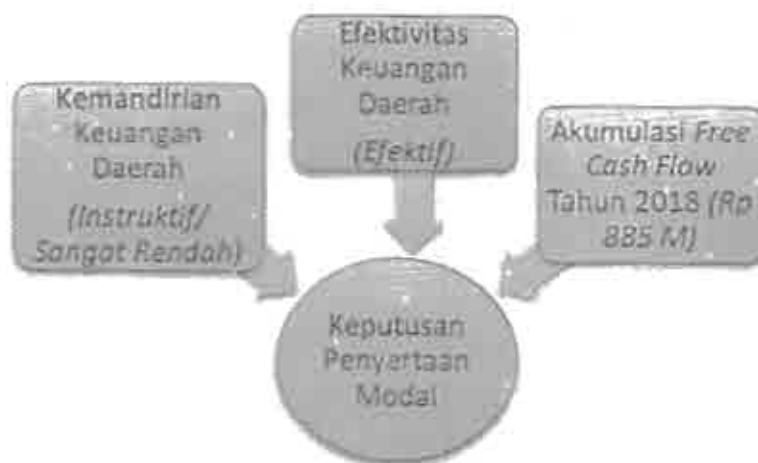 Kemandirian
Keuangan
Daerah
(Instruktif/
Sangat Rendah)
Efektivitas
Keuangan
Daerah
(Efektif)
Akumulasi Free
Cash Flow
Tahun 2018 (Rp
885 M)
Keputusan
Penyertaan
Modal